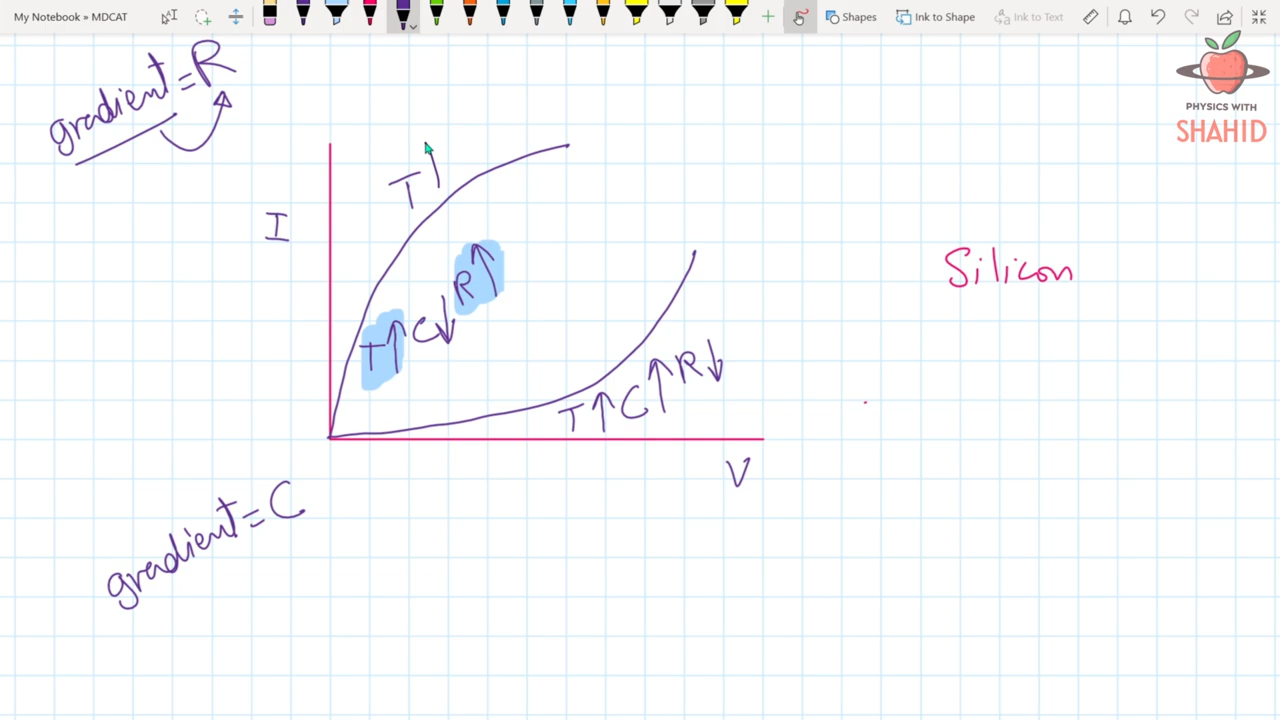 My Notebook » MDCAT
Shapes
Ink to Shape
Ink to Text
gradient = R
PHYSICS WITH
SHAHID
T↑
I
Silicon
T↑ C↓ R↑
T↑ C↑ R↓
V
gradient = C